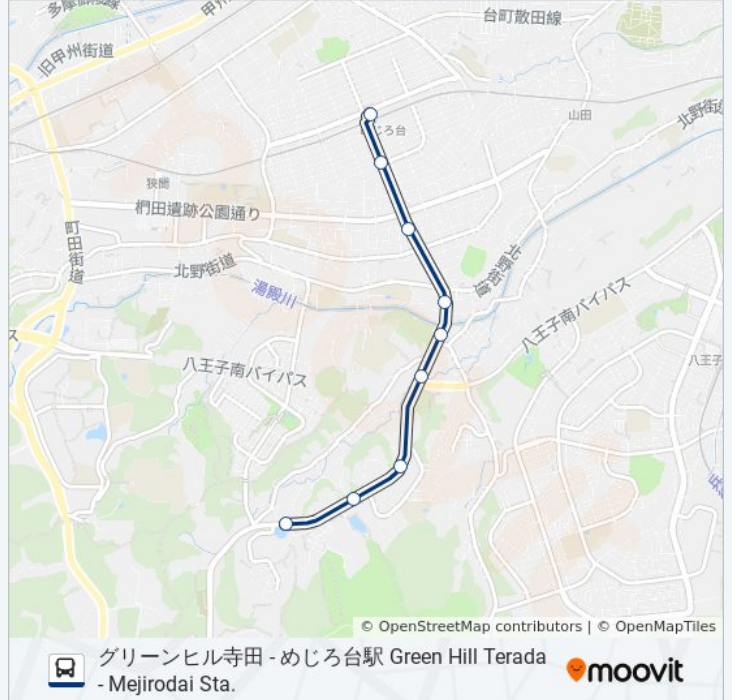 台町散田線
甲州
旧甲州街道
北野街道
山田
めじろ台
狭間
椚田遺跡公園通り
町田街道
北野街道
北野街道
湯殿川
八王子南バイパス
八王子南バイパス
八王子
© OpenStreetMap contributors | © OpenMapTiles
グリーンヒル寺田 - めじろ台駅 Green Hill Terada
- Mejirodai Sta.
moovit